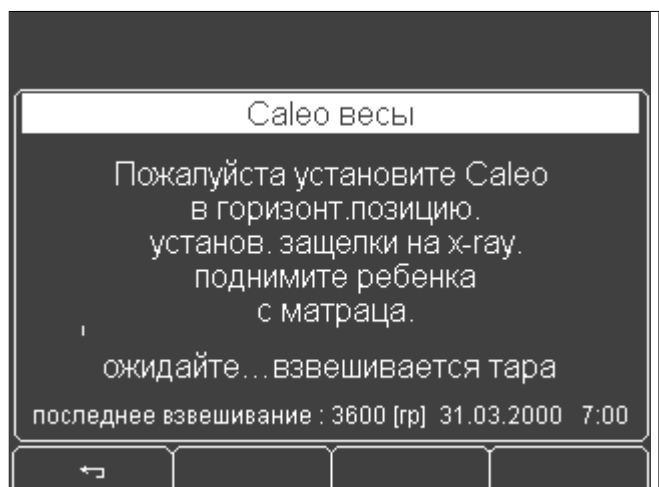 Caleo весы
Пожалуйста установите Caleo
в горизонт.позицию.
установ. защелки на x-ray.
поднимите ребенка
с матраца.
ожидайте...взвешивается тара
последнее взвешивание : 3600 [гр] 31.03.2000 7:00